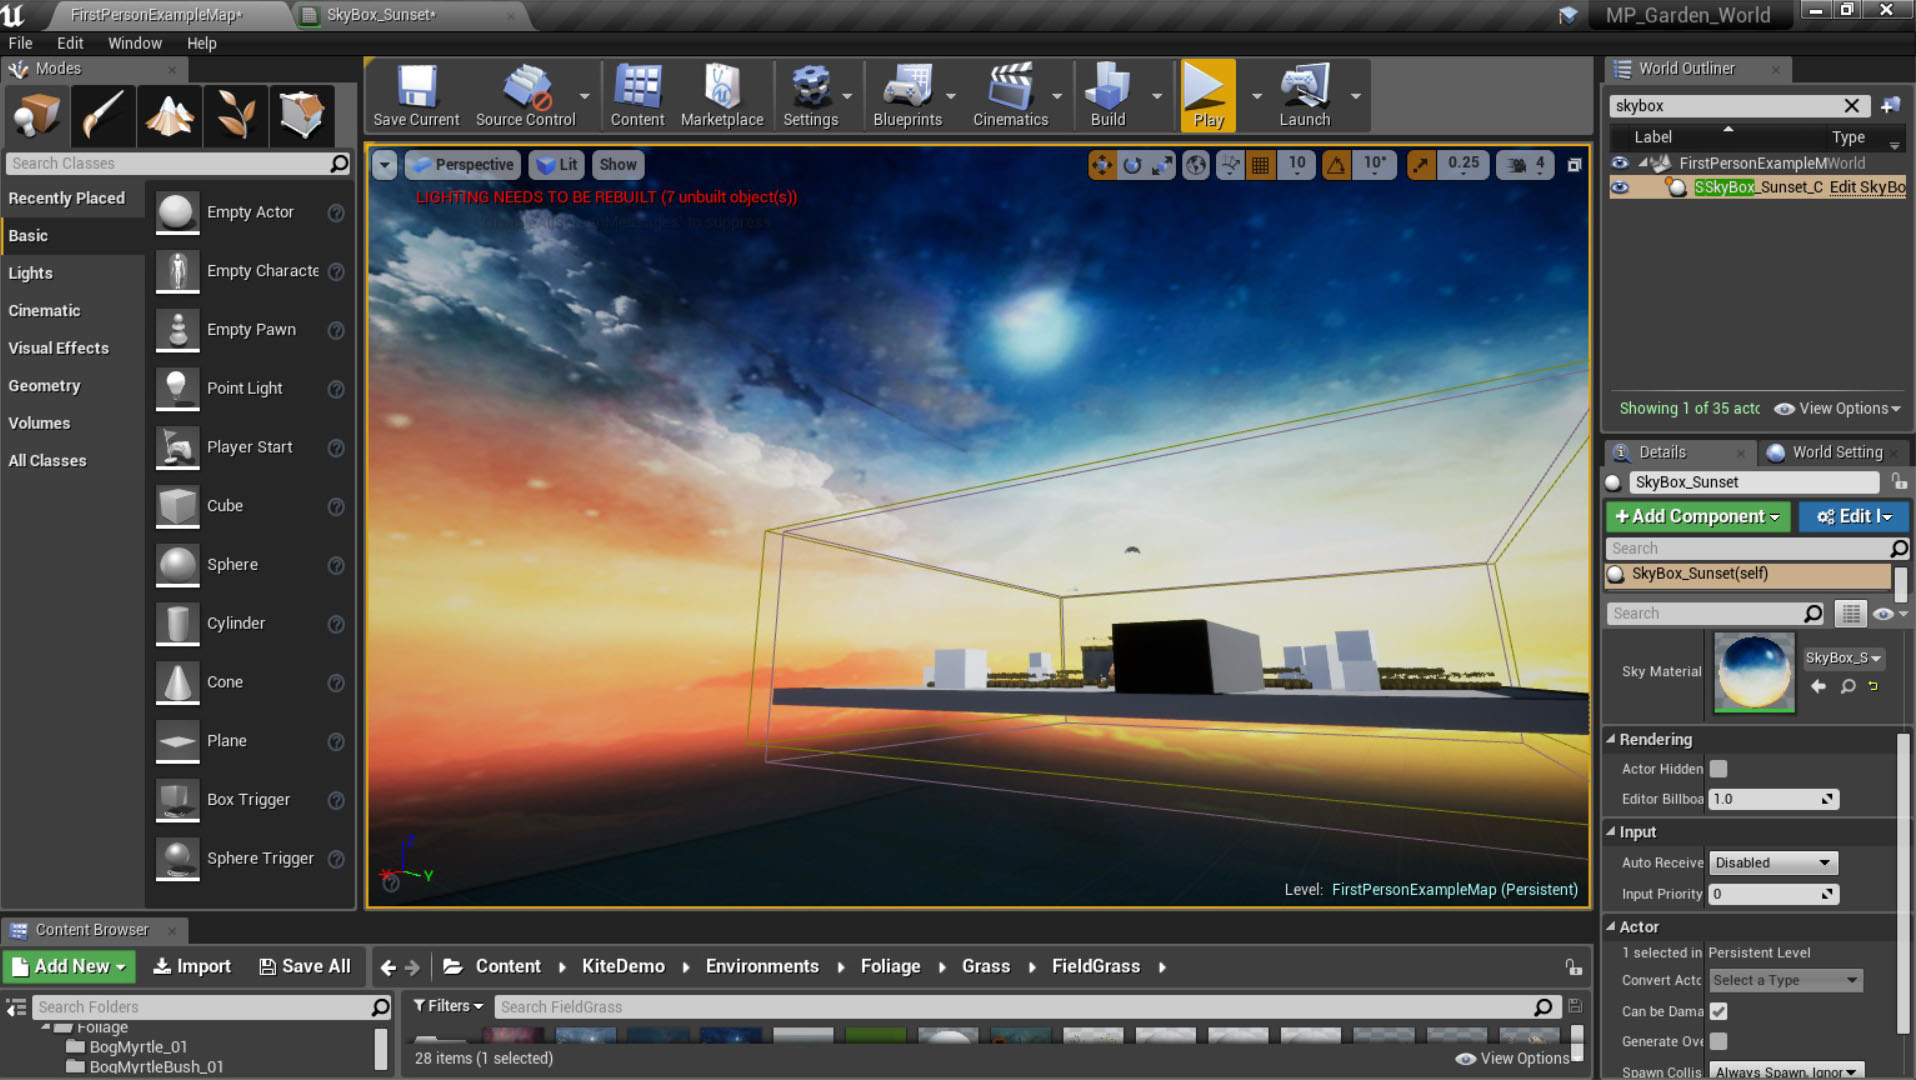 FirstPersonExampleMap*
SkyBox_Sunset*
MP_Garden_World
File Edit Window Help
Modes
Save Current
Source Control
Content
Marketplace
Settings
Blueprints
Cinematics
Build
Play
Launch
Search Classes
Recently Placed
Basic
Lights
Cinematic
Visual Effects
Geometry
Volumes
All Classes
Empty Actor
Empty Characte
Empty Pawn
Point Light
Player Start
Cube
Sphere
Cylinder
Cone
Plane
Box Trigger
Sphere Trigger
Perspective Lit Show
10 10° 0.25 4
LIGHTING NEEDS TO BE REBUILT (7 unbuilt object(s))
to suppress
Z
X Y
Level: FirstPersonExampleMap (Persistent)
World Outliner
skybox
Label Type
FirstPersonExampleM World
SSkyBox_Sunset_C Edit SkyBo
Showing 1 of 35 acto View Options
Details World Setting
SkyBox_Sunset
+ Add Component Edit
Search
SkyBox_Sunset(self)
Search
Sky Material SkyBox_S
Rendering
Actor Hidden
Editor Billboa 1.0
Input
Auto Receive Disabled
Input Priority 0
Actor
1 selected in Persistent Level
Convert Actc Select a Type
Can be Dama
Generate Ove
Spawn Collis Always Spawn, Ignor
Content Browser
Add New Import Save All
Content KiteDemo Environments Foliage Grass FieldGrass
Search Folders
Filters Search FieldGrass
Foliage
BogMyrtle_01
BogMyrtleBush_01
28 items (1 selected)
View Options